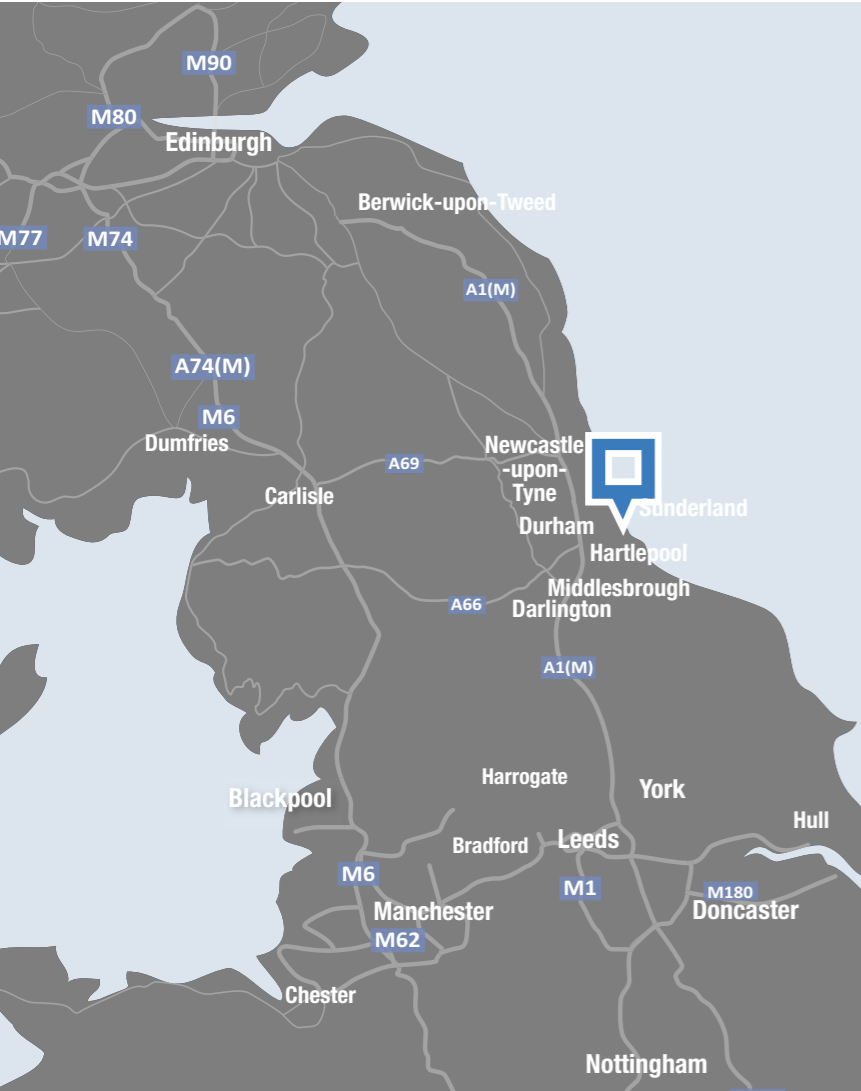 M90
M80
Edinburgh
Berwick-upon-Tweed
M77
M74
A1(M)
A74(M)
M6
Dumfries
Newcastle
-upon-
Tyne
A69
Carlisle
Sunderland
Durham
Hartlepool
Middlesbrough
A66
Darlington
A1(M)
Harrogate
York
Blackpool
Hull
Bradford
Leeds
M6
M1
M180
Manchester
Doncaster
M62
Chester
Nottingham